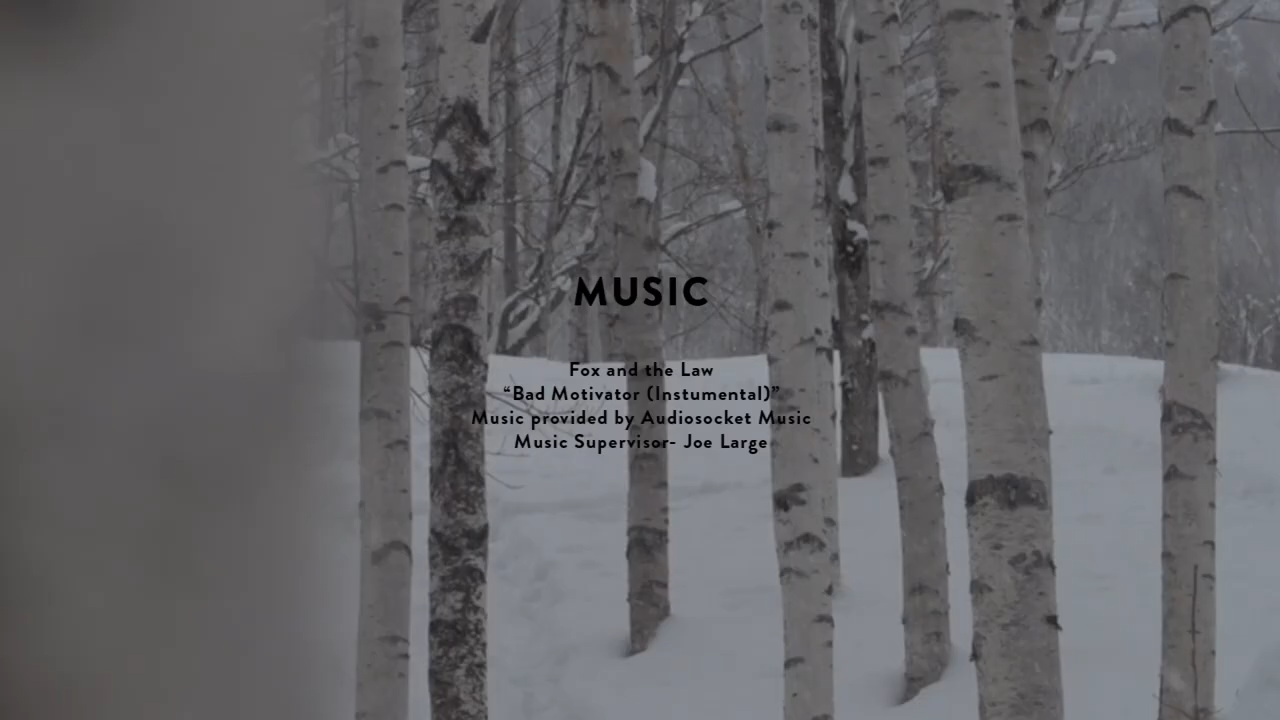 MUSIC
Fox and the Law
“Bad Motivator (Instumental)”
Music provided by Audiosocket Music
Music Supervisor- Joe Large